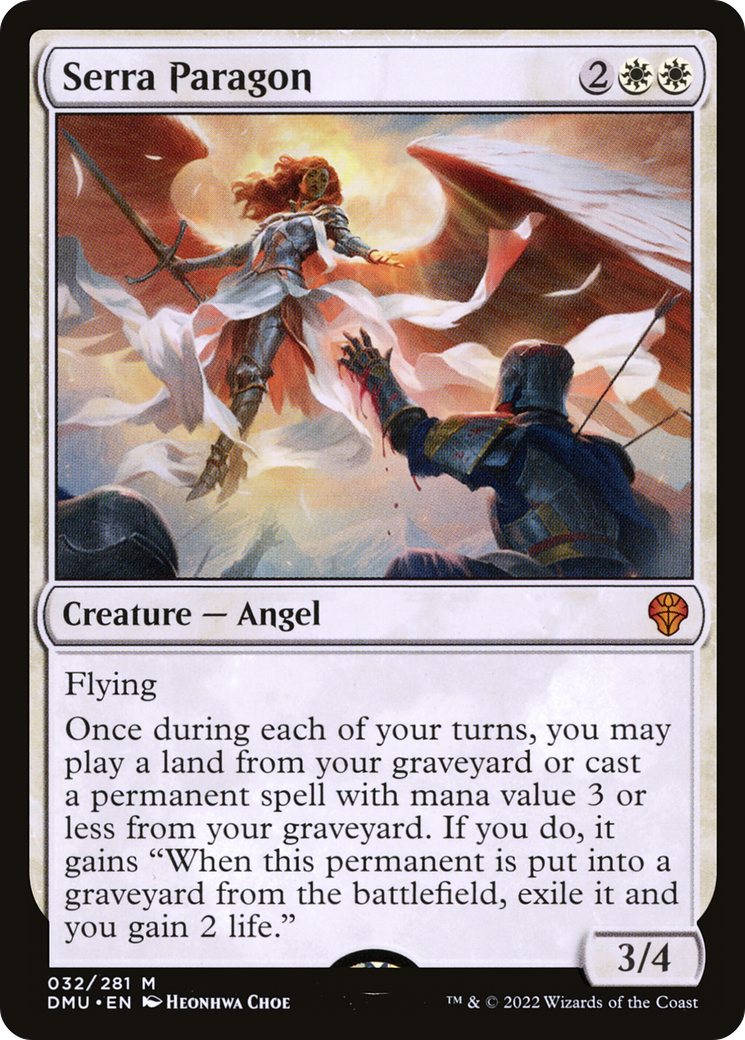 Serra Paragon 2
Creature — Angel
Flying
Once during each of your turns, you may
play a land from your graveyard or cast
a permanent spell with mana value 3 or
less from your graveyard. If you do, it
gains “When this permanent is put into a
graveyard from the battlefield, exile it and
you gain 2 life.”
3/4
032/281 M
DMU • EN Heonhwa Choe
™ & © 2022 Wizards of the Coast